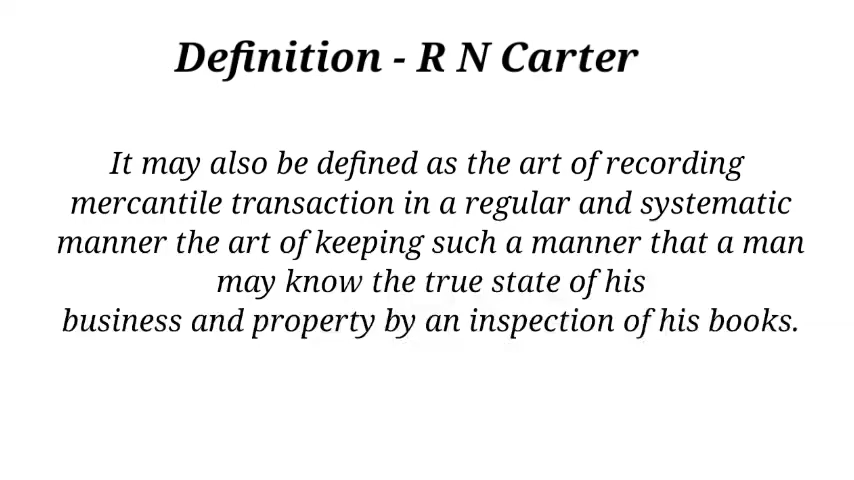 Definition - R N Carter
It may also be defined as the art of recording
mercantile transaction in a regular and systematic
manner the art of keeping such a manner that a man
may know the true state of his
business and property by an inspection of his books.